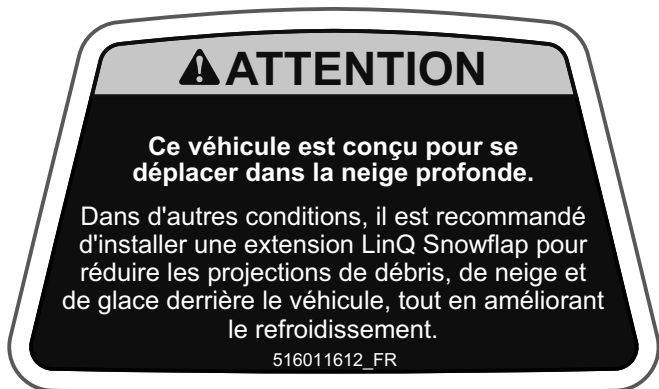 ATTENTION
Ce véhicule est conçu pour se
déplacer dans la neige profonde.
Dans d'autres conditions, il est recommandé
d'installer une extension LinQ Snowflap pour
réduire les projections de débris, de neige et
de glace derrière le véhicule, tout en améliorant
le refroidissement.
516011612_FR